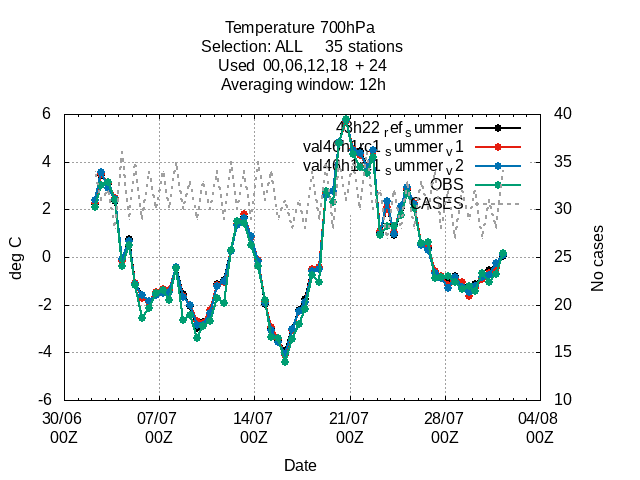 Temperature 700hPa
Selection: ALL 35 stations
Used 00,06,12,18 + 24
Averaging window: 12h
deg C
6
4
2
0
-2
-4
-6
40
35
30
25
20
15
10
No cases
43h22_ref_summer
OBS
CASES
30/06 07/07 14/07 21/07 28/07 04/08
00Z 00Z 00Z 00Z 00Z 00Z
Date